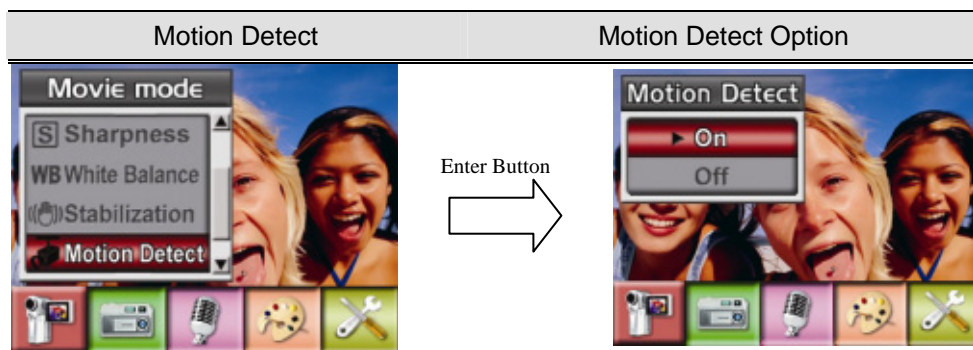 Motion Detect
Motion Detect Option
Movie mode
S Sharpness
WB White Balance
Stabilization
Motion Detect
Enter Button
Motion Detect
On
Off